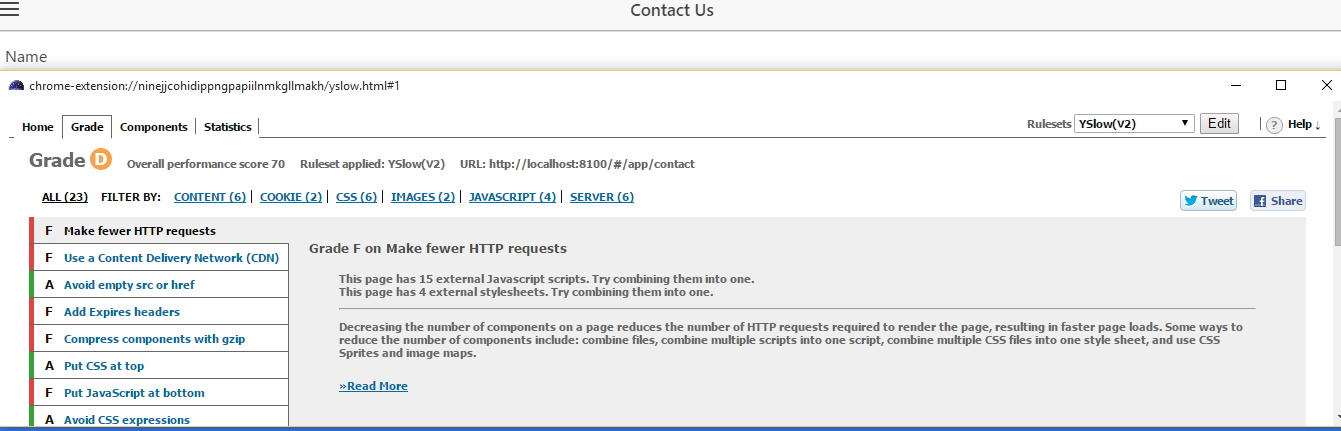 Contact Us
Name
chrome-extension://ninejjcohidippngpapiilnmkgllmakh/yslow.html#1
Home Grade Components Statistics Rulesets YSlow(V2) Edit ? Help ↓
Grade D Overall performance score 70 Ruleset applied: YSlow(V2) URL: http://localhost:8100/#/app/contact
ALL (23) FILTER BY: CONTENT (6) COOKIE (2) CSS (6) IMAGES (2) JAVASCRIPT (4) SERVER (6)
Tweet Share
F Make fewer HTTP requests
F Use a Content Delivery Network (CDN)
A Avoid empty src or href
F Add Expires headers
F Compress components with gzip
A Put CSS at top
F Put JavaScript at bottom
A Avoid CSS expressions
Grade F on Make fewer HTTP requests
This page has 15 external Javascript scripts. Try combining them into one.
This page has 4 external stylesheets. Try combining them into one.
Decreasing the number of components on a page reduces the number of HTTP requests required to render the page, resulting in faster page loads. Some ways to
reduce the number of components include: combine files, combine multiple scripts into one script, combine multiple CSS files into one style sheet, and use CSS
Sprites and image maps.
»Read More